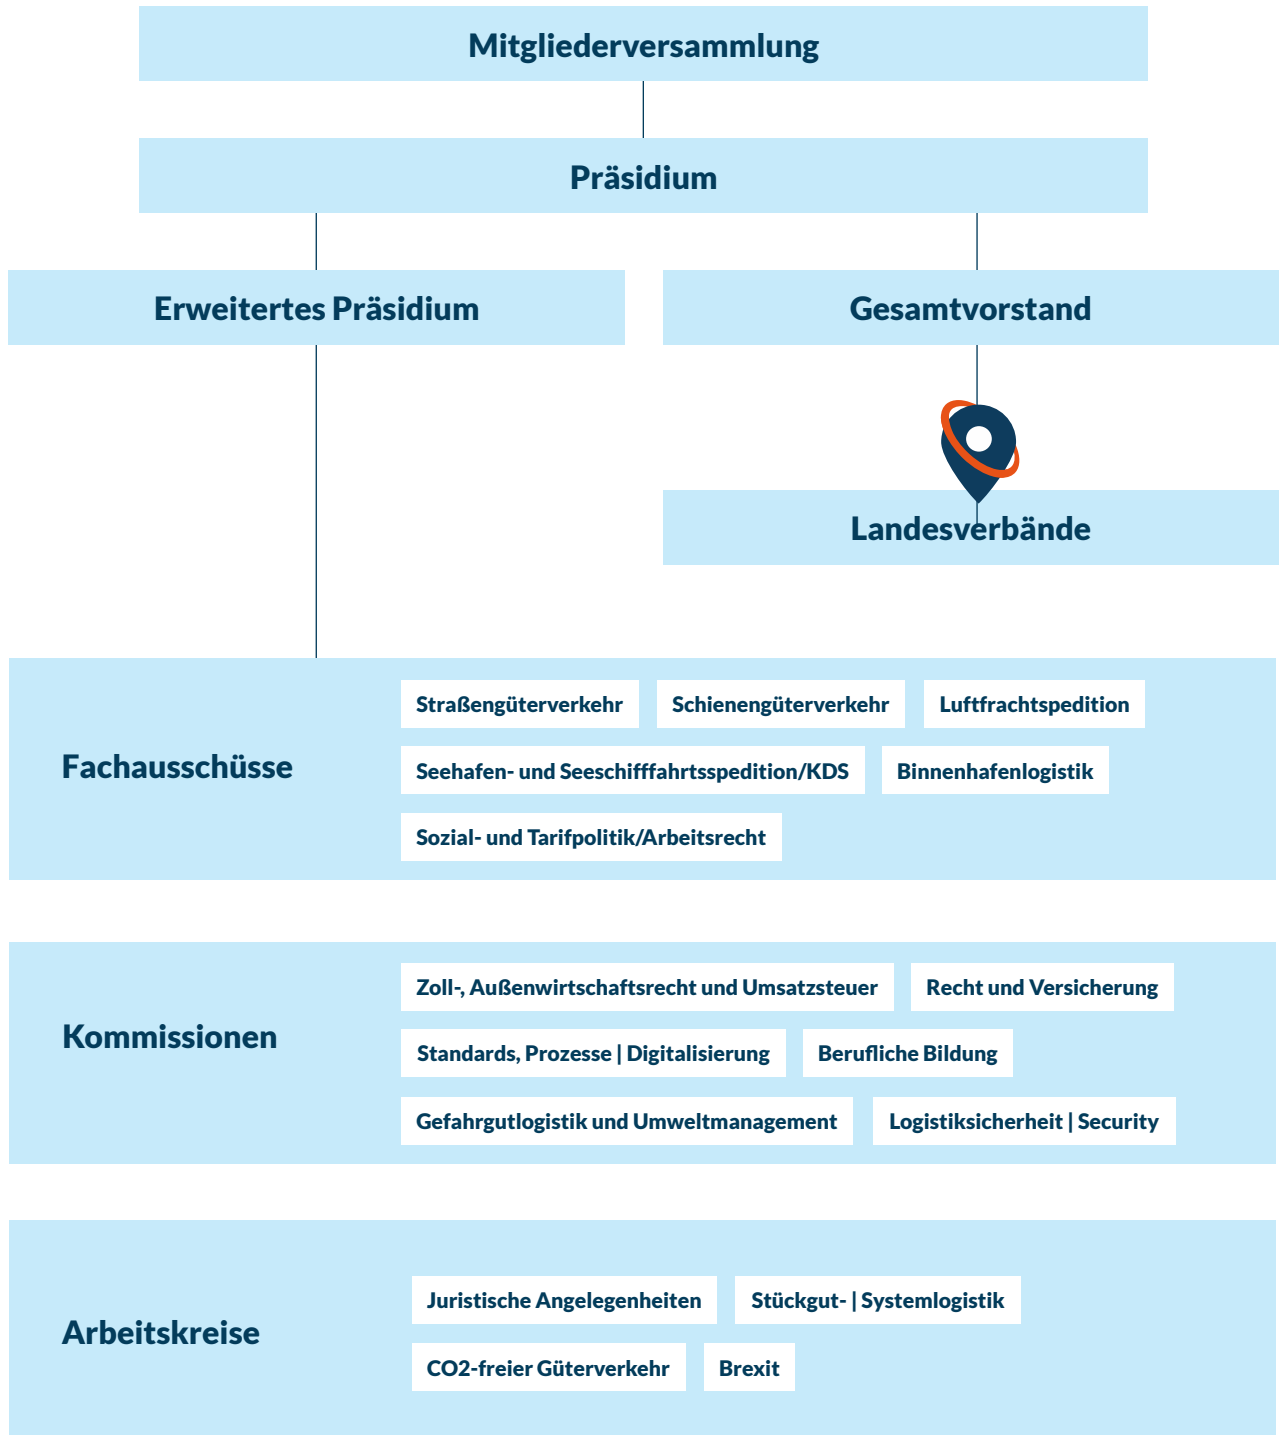 Mitgliederversammlung
Präsidium
Erweitertes Präsidium
Gesamtvorstand
Landesverbände
Fachausschüsse
Straßengüterverkehr
Schienengüterverkehr
Luftfrachtspedition
Seehafen- und Seeschifffahrtsspedition/KDS
Binnenhafenlogistik
Sozial- und Tarifpolitik/Arbeitsrecht
Kommissionen
Zoll-, Außenwirtschaftsrecht und Umsatzsteuer
Recht und Versicherung
Standards, Prozesse | Digitalisierung
Berufliche Bildung
Gefahrgutlogistik und Umweltmanagement
Logistiksicherheit | Security
Arbeitskreise
Juristische Angelegenheiten
Stückgut- | Systemlogistik
CO2-freier Güterverkehr
Brexit